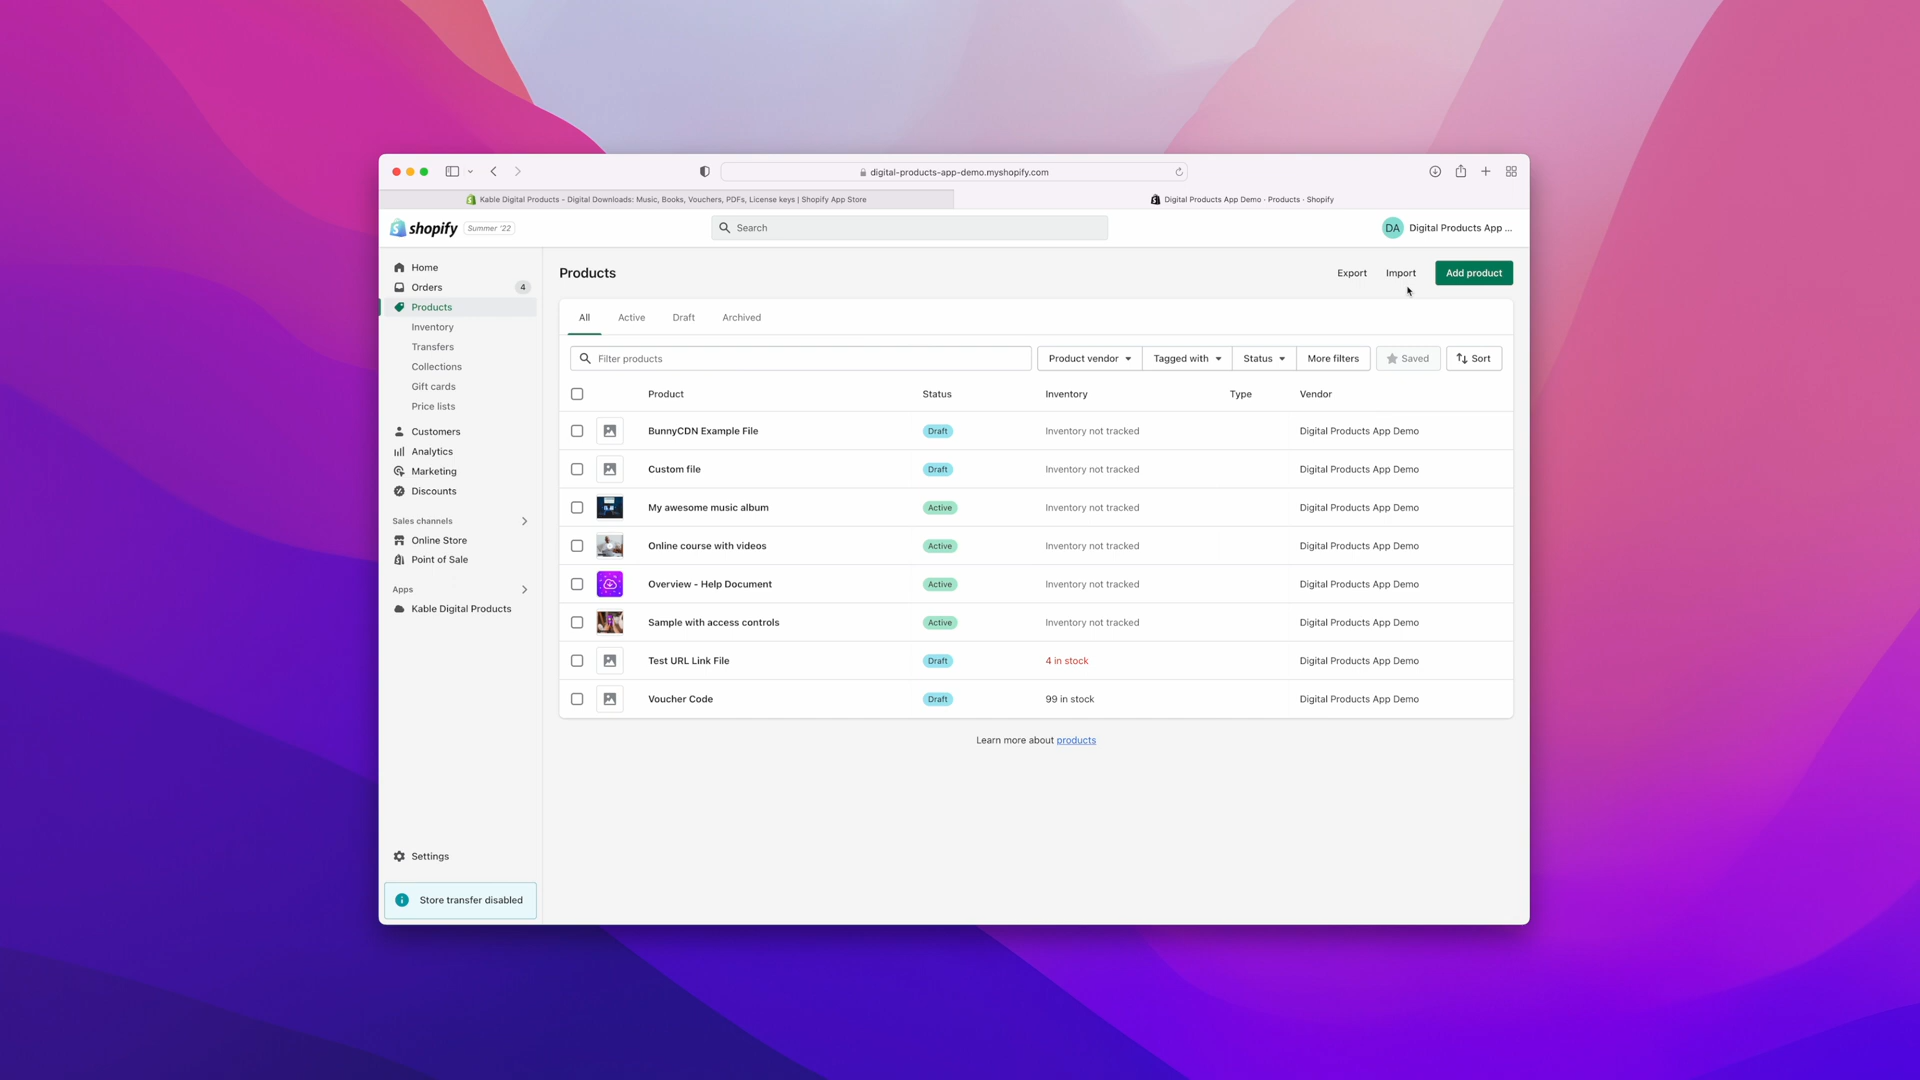 digital-products-app-demo.myshopify.com
Kable Digital Products - Digital Downloads: Music, Books, Vouchers, PDFs, License keys | Shopify App Store
Digital Products App Demo · Products · Shopify
shopify
Summer '22
Search
DA
Digital Products App ...
Home
Orders
4
Products
Inventory
Transfers
Collections
Gift cards
Price lists
Customers
Analytics
Marketing
Discounts
Sales channels
Online Store
Point of Sale
Apps
Kable Digital Products
Settings
Store transfer disabled
Products
Export
Import
Add product
All
Active
Draft
Archived
Filter products
Product vendor
Tagged with
Status
More filters
Saved
Sort
Product
Status
Inventory
Type
Vendor
BunnyCDN Example File
Draft
Inventory not tracked
Digital Products App Demo
Custom file
Draft
Inventory not tracked
Digital Products App Demo
My awesome music album
Active
Inventory not tracked
Digital Products App Demo
Online course with videos
Active
Inventory not tracked
Digital Products App Demo
Overview - Help Document
Active
Inventory not tracked
Digital Products App Demo
Sample with access controls
Active
Inventory not tracked
Digital Products App Demo
Test URL Link File
Draft
4 in stock
Digital Products App Demo
Voucher Code
Draft
99 in stock
Digital Products App Demo
Learn more about products